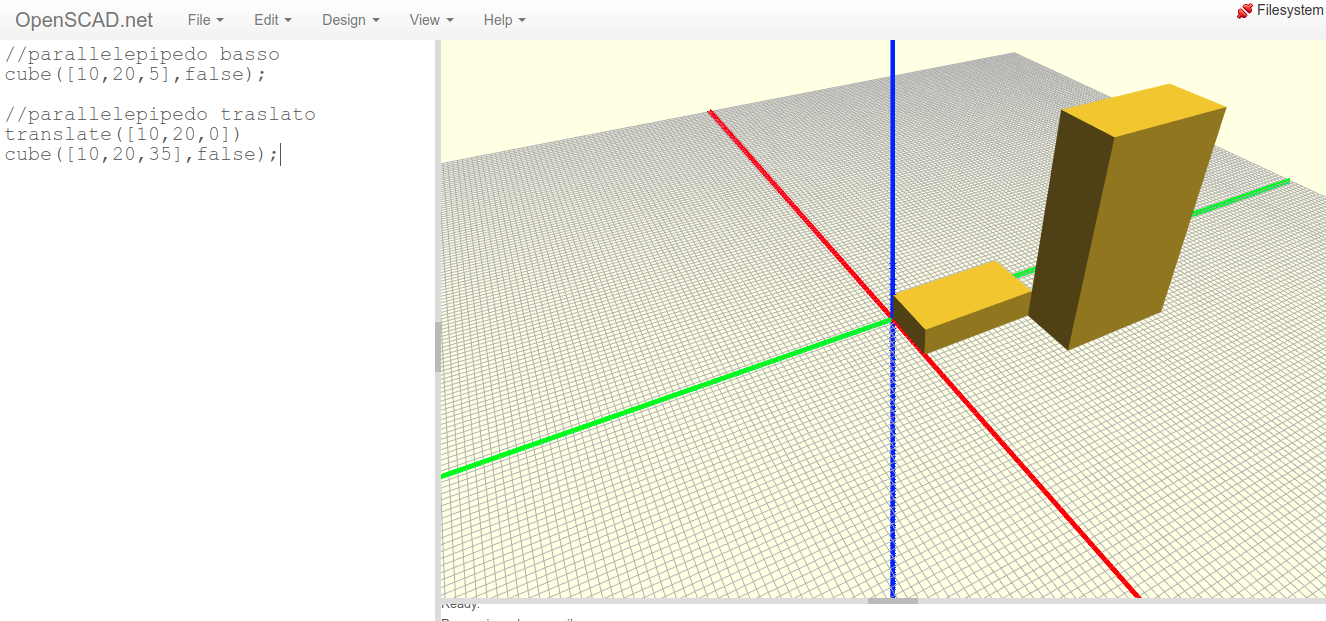 OpenSCAD.net File Edit Design View Help Filesystem
//parallelepipedo basso
cube([10,20,5],false);
//parallelepipedo traslato
translate([10,20,0])
cube([10,20,35],false);
Ready.